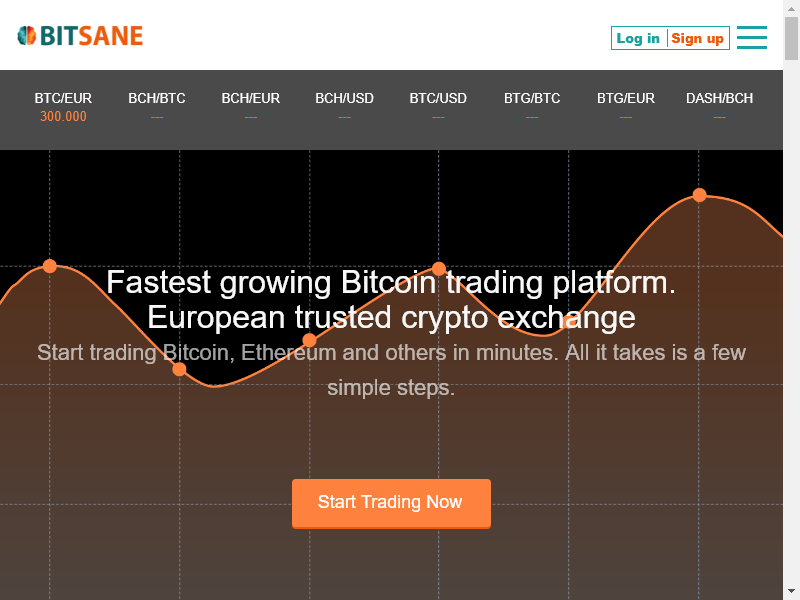 BITSANE
Log in Sign up
BTC/EUR BCH/BTC BCH/EUR BCH/USD BTC/USD BTG/BTC BTG/EUR DASH/BCH
300.000 --- --- --- --- --- --- ---
Fastest growing Bitcoin trading platform.
European trusted crypto exchange
Start trading Bitcoin, Ethereum and others in minutes. All it takes is a few
simple steps.
Start Trading Now